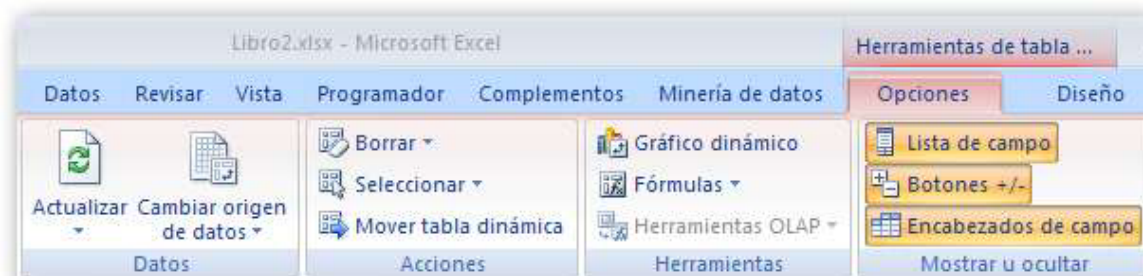 Libro2.xlsx - Microsoft Excel
Herramientas de tabla ...
Datos Revisar Vista Programador Complementos Minería de datos Opciones Diseño
Actualizar
Cambiar origen
de datos
Datos
Borrar
Seleccionar
Mover tabla dinámica
Acciones
Gráfico dinámico
Fórmulas
Herramientas OLAP
Herramientas
Lista de campo
Botones +/-
Encabezados de campo
Mostrar u ocultar